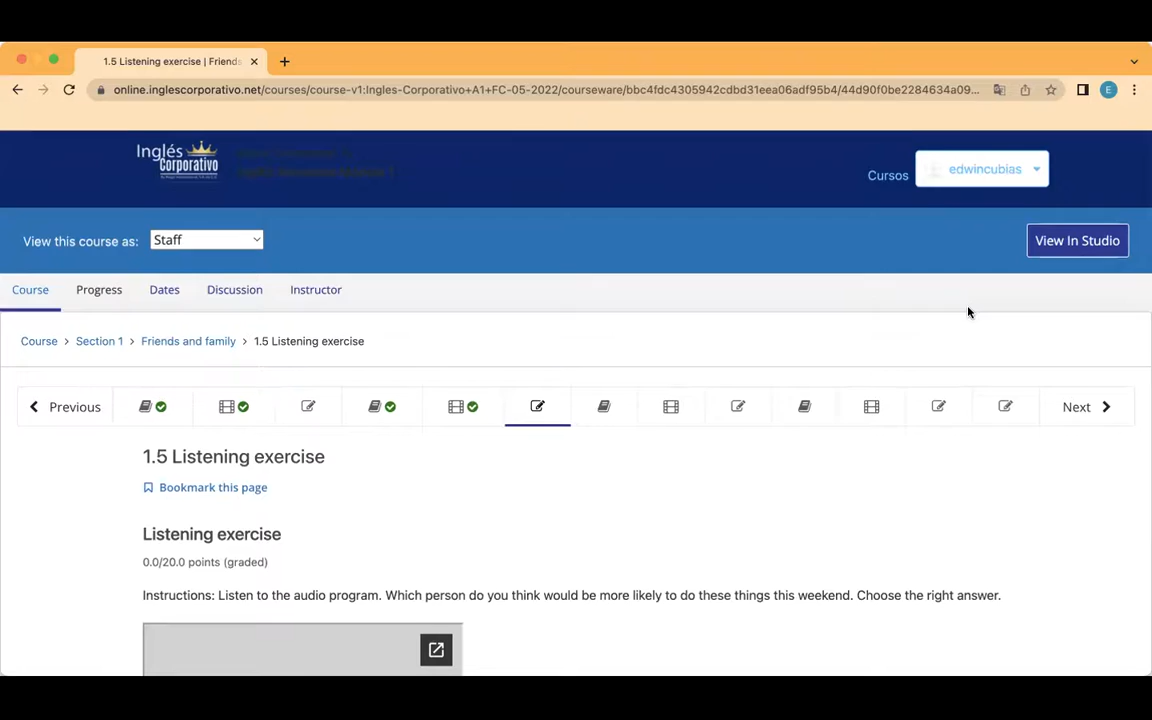 1.5 Listening exercise | Friends
online.inglescorporativo.net/courses/course-v1:Ingles-Corporativo+A1+FC-05-2022/courseware/bbc4fdc4305942cdbd31eea06adf95b4/44d90f0be2284634a09...
E
Inglés
Corporativo
Cursos
edwincubias
View this course as:
Staff
View In Studio
Course
Progress
Dates
Discussion
Instructor
Course > Section 1 > Friends and family > 1.5 Listening exercise
Previous
Next
1.5 Listening exercise
Bookmark this page
Listening exercise
0.0/20.0 points (graded)
Instructions: Listen to the audio program. Which person do you think would be more likely to do these things this weekend. Choose the right answer.